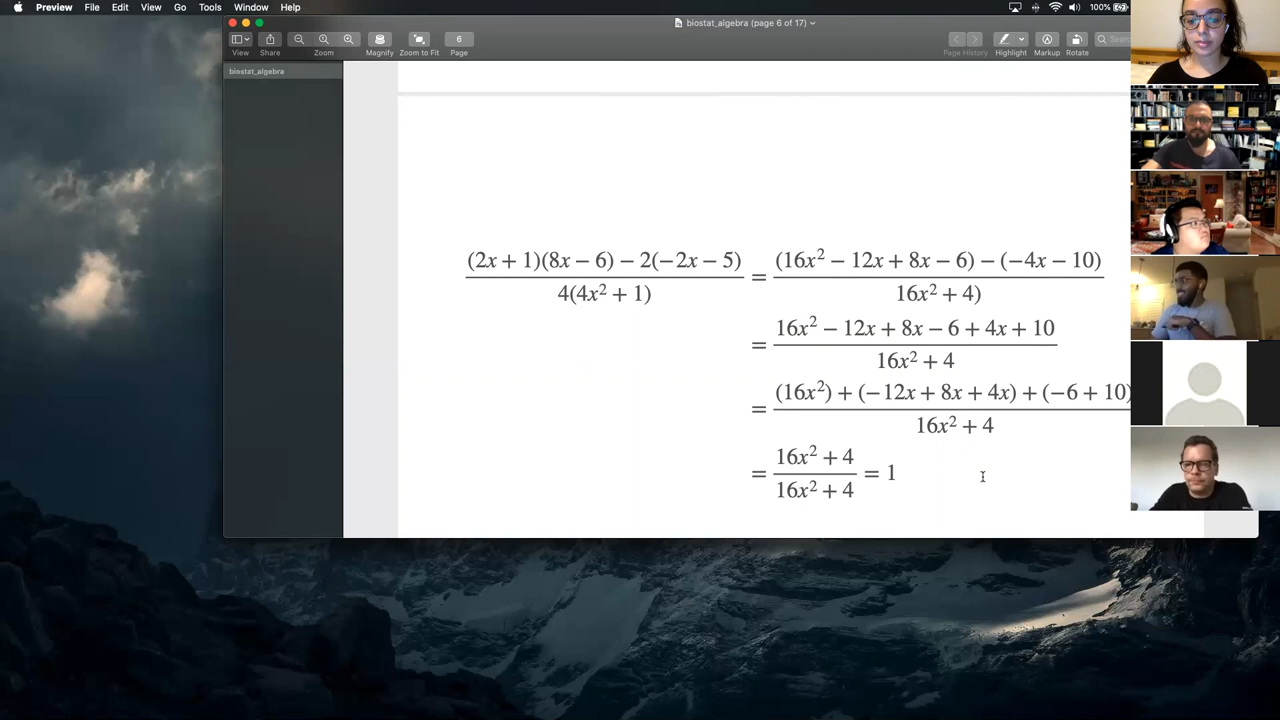 Preview File Edit View Go Tools Window Help 100%
biostat_algebra (page 6 of 17)
6
View Share Zoom Magnify Zoom to Fit Page Page History Highlight Markup Rotate
biostat_algebra
(2x + 1)(8x − 6) − 2(−2x − 5) / 4(4x² + 1) = (16x² − 12x + 8x − 6) − (−4x − 10) / 16x² + 4)
= 16x² − 12x + 8x − 6 + 4x + 10 / 16x² + 4
= (16x²) + (−12x + 8x + 4x) + (−6 + 10) / 16x² + 4
= 16x² + 4 / 16x² + 4 = 1